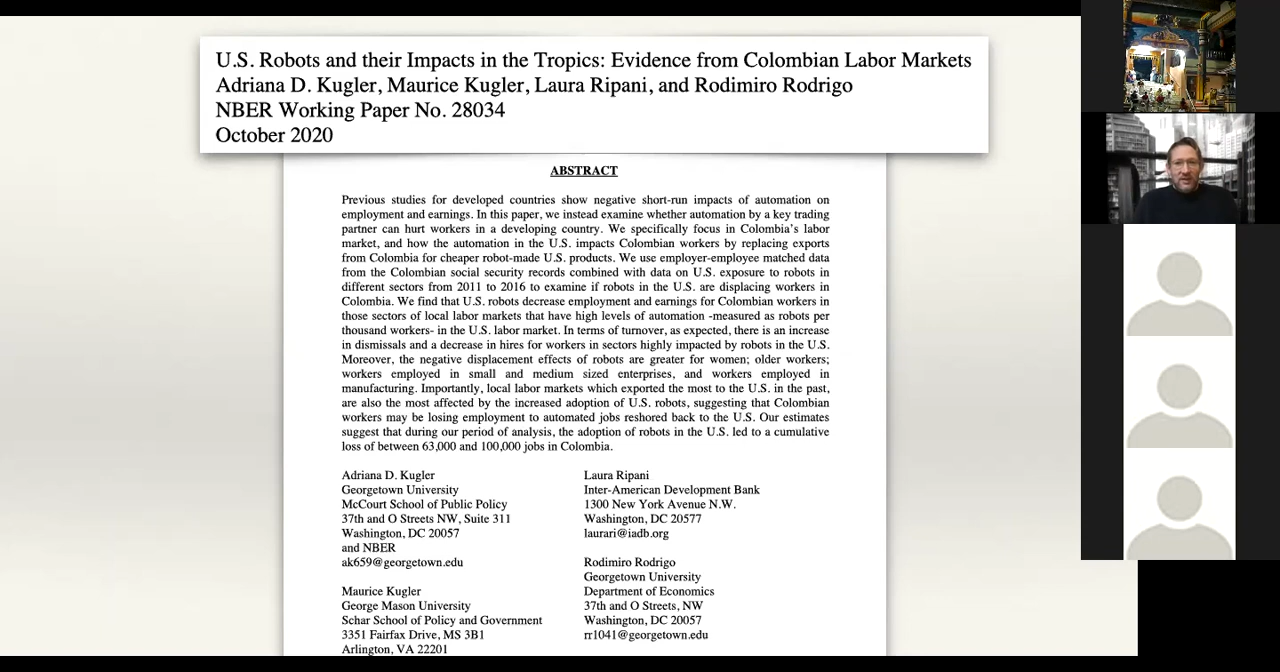 U.S. Robots and their Impacts in the Tropics: Evidence from Colombian Labor Markets
Adriana D. Kugler, Maurice Kugler, Laura Ripani, and Rodimiro Rodrigo
NBER Working Paper No. 28034
October 2020
ABSTRACT
Previous studies for developed countries show negative short-run impacts of automation on
employment and earnings. In this paper, we instead examine whether automation by a key trading
partner can hurt workers in a developing country. We specifically focus in Colombia's labor
market, and how the automation in the U.S. impacts Colombian workers by replacing exports
from Colombia for cheaper robot-made U.S. products. We use employer-employee matched data
from the Colombian social security records combined with data on U.S. exposure to robots in
different sectors from 2011 to 2016 to examine if robots in the U.S. are displacing workers in
Colombia. We find that U.S. robots decrease employment and earnings for Colombian workers in
those sectors of local labor markets that have high levels of automation -measured as robots per
thousand workers- in the U.S. labor market. In terms of turnover, as expected, there is an increase
in dismissals and a decrease in hires for workers in sectors highly impacted by robots in the U.S.
Moreover, the negative displacement effects of robots are greater for women; older workers;
workers employed in small and medium sized enterprises, and workers employed in
manufacturing. Importantly, local labor markets which exported the most to the U.S. in the past,
are also the most affected by the increased adoption of U.S. robots, suggesting that Colombian
workers may be losing employment to automated jobs reshored back to the U.S. Our estimates
suggest that during our period of analysis, the adoption of robots in the U.S. led to a cumulative
loss of between 63,000 and 100,000 jobs in Colombia.
Adriana D. Kugler
Georgetown University
McCourt School of Public Policy
37th and O Streets NW, Suite 311
Washington, DC 20057
and NBER
ak659@georgetown.edu
Maurice Kugler
George Mason University
Schar School of Policy and Government
3351 Fairfax Drive, MS 3B1
Arlington, VA 22201
Laura Ripani
Inter-American Development Bank
1300 New York Avenue N.W.
Washington, DC 20577
laurari@iadb.org
Rodimiro Rodrigo
Georgetown University
Department of Economics
37th and O Streets, NW
Washington, DC 20057
rr1041@georgetown.edu